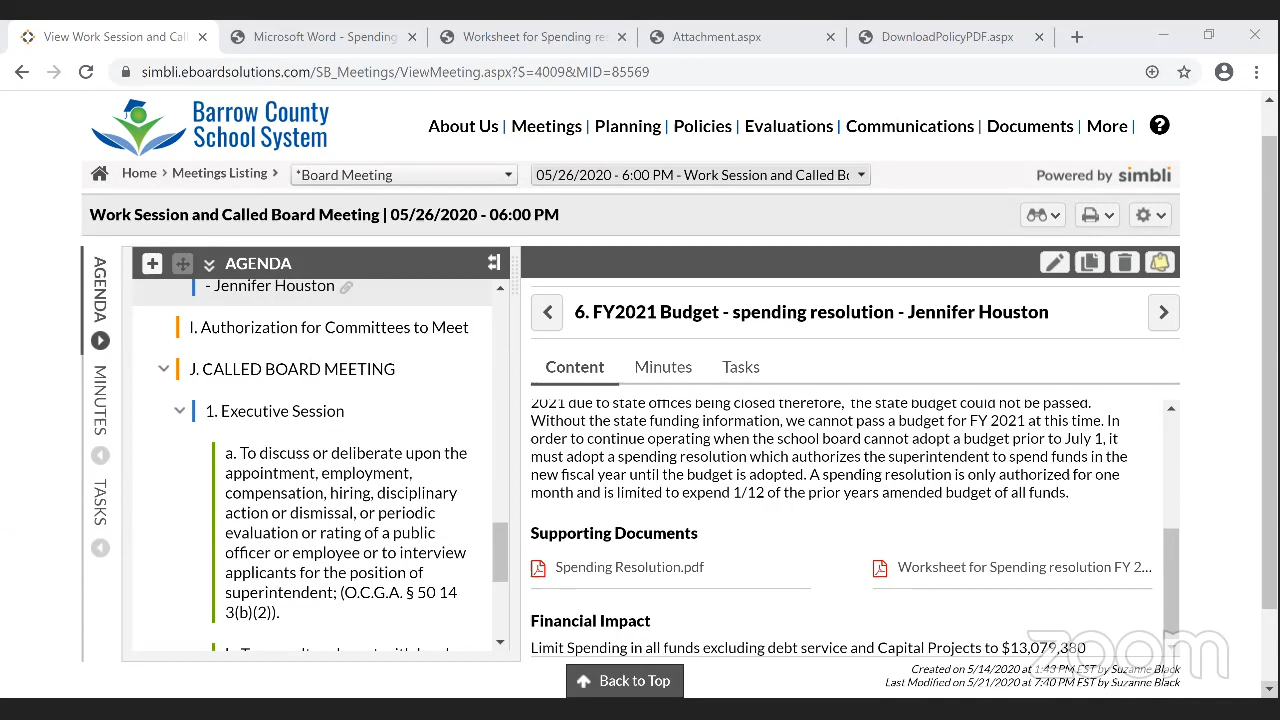 View Work Session and Cal
Microsoft Word - Spending
Worksheet for Spending re
Attachment.aspx
DownloadPolicyPDF.aspx
simbli.eboardsolutions.com/SB_Meetings/ViewMeeting.aspx?S=4009&MID=85569
Barrow County
School System
About Us | Meetings | Planning | Policies | Evaluations | Communications | Documents | More |
Home > Meetings Listing >
*Board Meeting
05/26/2020 - 6:00 PM - Work Session and Called Bo
Powered by simbli
Work Session and Called Board Meeting | 05/26/2020 - 06:00 PM
AGENDA
MINUTES
TASKS
AGENDA
- Jennifer Houston
I. Authorization for Committees to Meet
J. CALLED BOARD MEETING
1. Executive Session
a. To discuss or deliberate upon the
appointment, employment,
compensation, hiring, disciplinary
action or dismissal, or periodic
evaluation or rating of a public
officer or employee or to interview
applicants for the position of
superintendent; (O.C.G.A. § 50 14
3(b)(2)).
6. FY2021 Budget - spending resolution - Jennifer Houston
Content
Minutes
Tasks
2021 due to state offices being closed therefore, the state budget could not be passed.
Without the state funding information, we cannot pass a budget for FY 2021 at this time. In
order to continue operating when the school board cannot adopt a budget prior to July 1, it
must adopt a spending resolution which authorizes the superintendent to spend funds in the
new fiscal year until the budget is adopted. A spending resolution is only authorized for one
month and is limited to expend 1/12 of the prior years amended budget of all funds.
Supporting Documents
Spending Resolution.pdf
Worksheet for Spending resolution FY 2...
Financial Impact
Limit Spending in all funds excluding debt service and Capital Projects to $13,079,380
Created on 5/14/2020 at 1:43 PM EST by Suzanne Black
Last Modified on 5/21/2020 at 7:40 PM EST by Suzanne Black
Back to Top
zoom